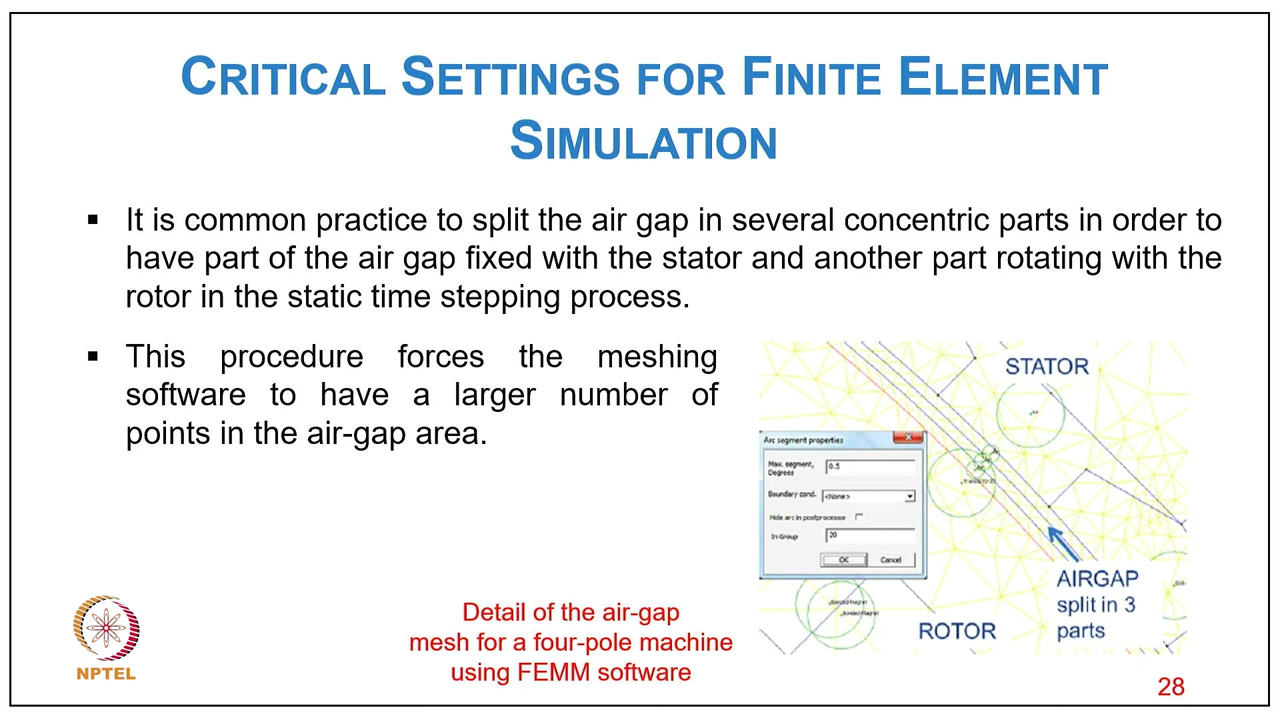 CRITICAL SETTINGS FOR FINITE ELEMENT
SIMULATION
▪ It is common practice to split the air gap in several concentric parts in order to
have part of the air gap fixed with the stator and another part rotating with the
rotor in the static time stepping process.
▪ This procedure forces the meshing
software to have a larger number of
points in the air-gap area.
STATOR
Arc segment properties
Max. segment,
Degrees
0.5
Boundary cond.
<None>
Hide arc in postprocessor
In Group
20
OK
Cancel
AIRGAP
split in 3
parts
ROTOR
Detail of the air-gap
mesh for a four-pole machine
using FEMM software
NPTEL
28